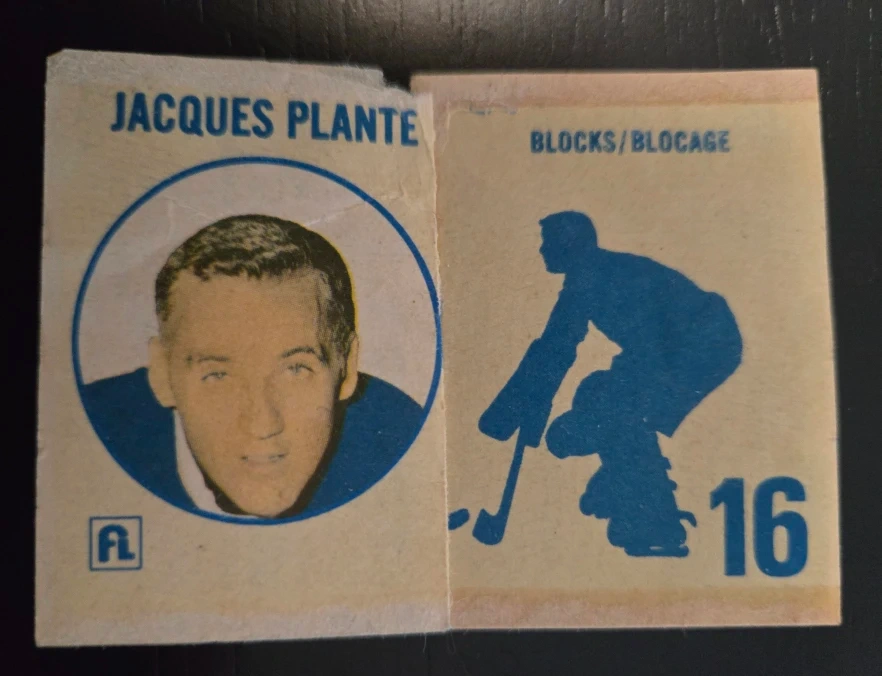 JACQUES PLANTE
BLOCKS/BLOCAGE
FL
16